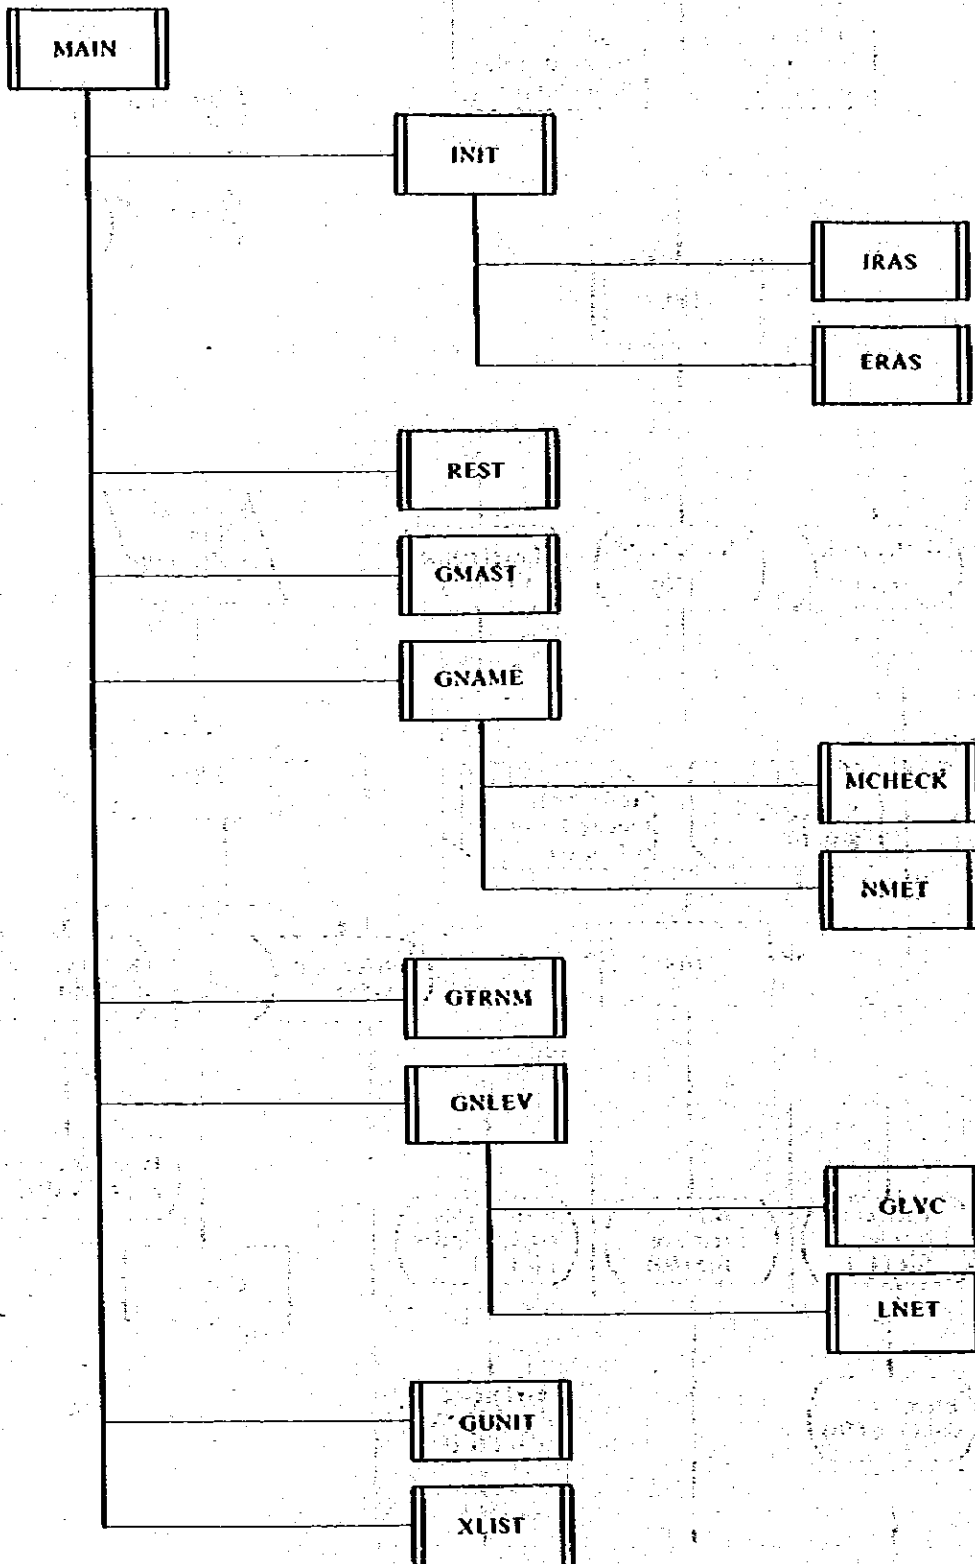 MAIN
INIT
IRAS
ERAS
REST
GMAST
GNAME
MCHECK
NMET
GTRNM
GNLEV
GLVC
LNET
GUNIT
XLIST